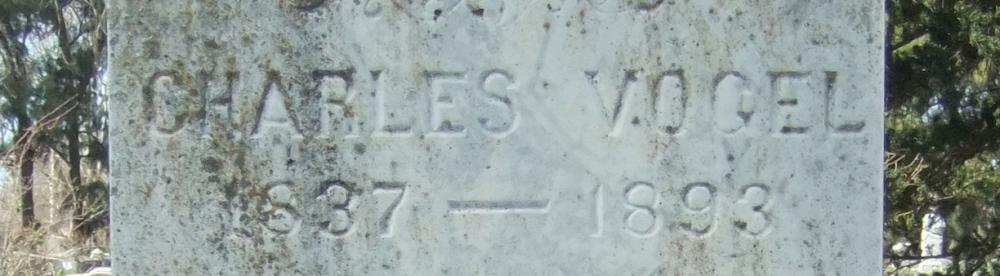 CHARLES VOGEL
1837 — 1893